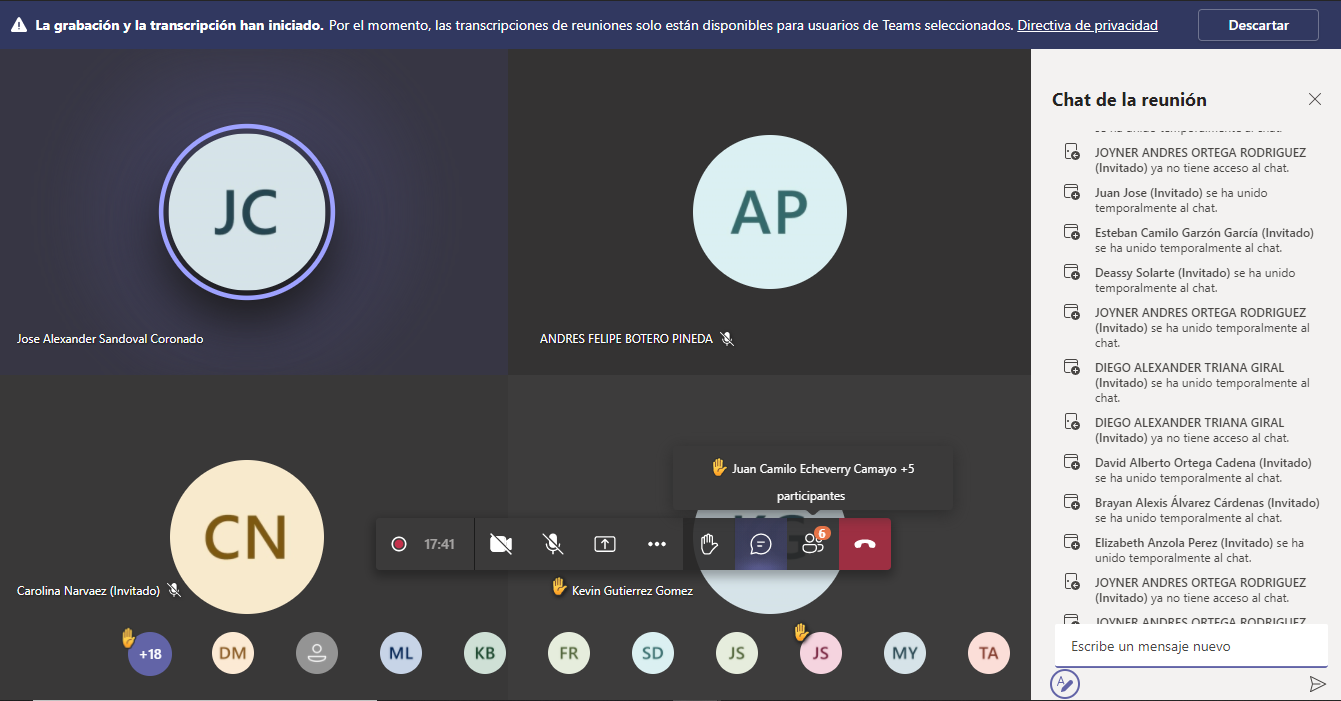 La grabación y la transcripción han iniciado. Por el momento, las transcripciones de reuniones solo están disponibles para usuarios de Teams seleccionados. Directiva de privacidad
Descartar
JC
Jose Alexander Sandoval Coronado
AP
ANDRES FELIPE BOTERO PINEDA
CN
Carolina Narvaez (Invitado)
Juan Camilo Echeverry Camayo +5
participantes
17:41
6
Kevin Gutierrez Gomez
+18
DM
ML
KB
FR
SD
JS
JS
MY
TA
Chat de la reunión
JOYNER ANDRES ORTEGA RODRIGUEZ
(Invitado) ya no tiene acceso al chat.
Juan Jose (Invitado) se ha unido
temporalmente al chat.
Esteban Camilo Garzón García (Invitado)
se ha unido temporalmente al chat.
Deassy Solarte (Invitado) se ha unido
temporalmente al chat.
JOYNER ANDRES ORTEGA RODRIGUEZ
(Invitado) se ha unido temporalmente al
chat.
DIEGO ALEXANDER TRIANA GIRAL
(Invitado) se ha unido temporalmente al
chat.
DIEGO ALEXANDER TRIANA GIRAL
(Invitado) ya no tiene acceso al chat.
David Alberto Ortega Cadena (Invitado)
se ha unido temporalmente al chat.
Brayan Alexis Álvarez Cárdenas (Invitado)
se ha unido temporalmente al chat.
Elizabeth Anzola Perez (Invitado) se ha
unido temporalmente al chat.
JOYNER ANDRES ORTEGA RODRIGUEZ
(Invitado) ya no tiene acceso al chat.
JOYNER ANDRES ORTEGA RODRIGUEZ
Escribe un mensaje nuevo